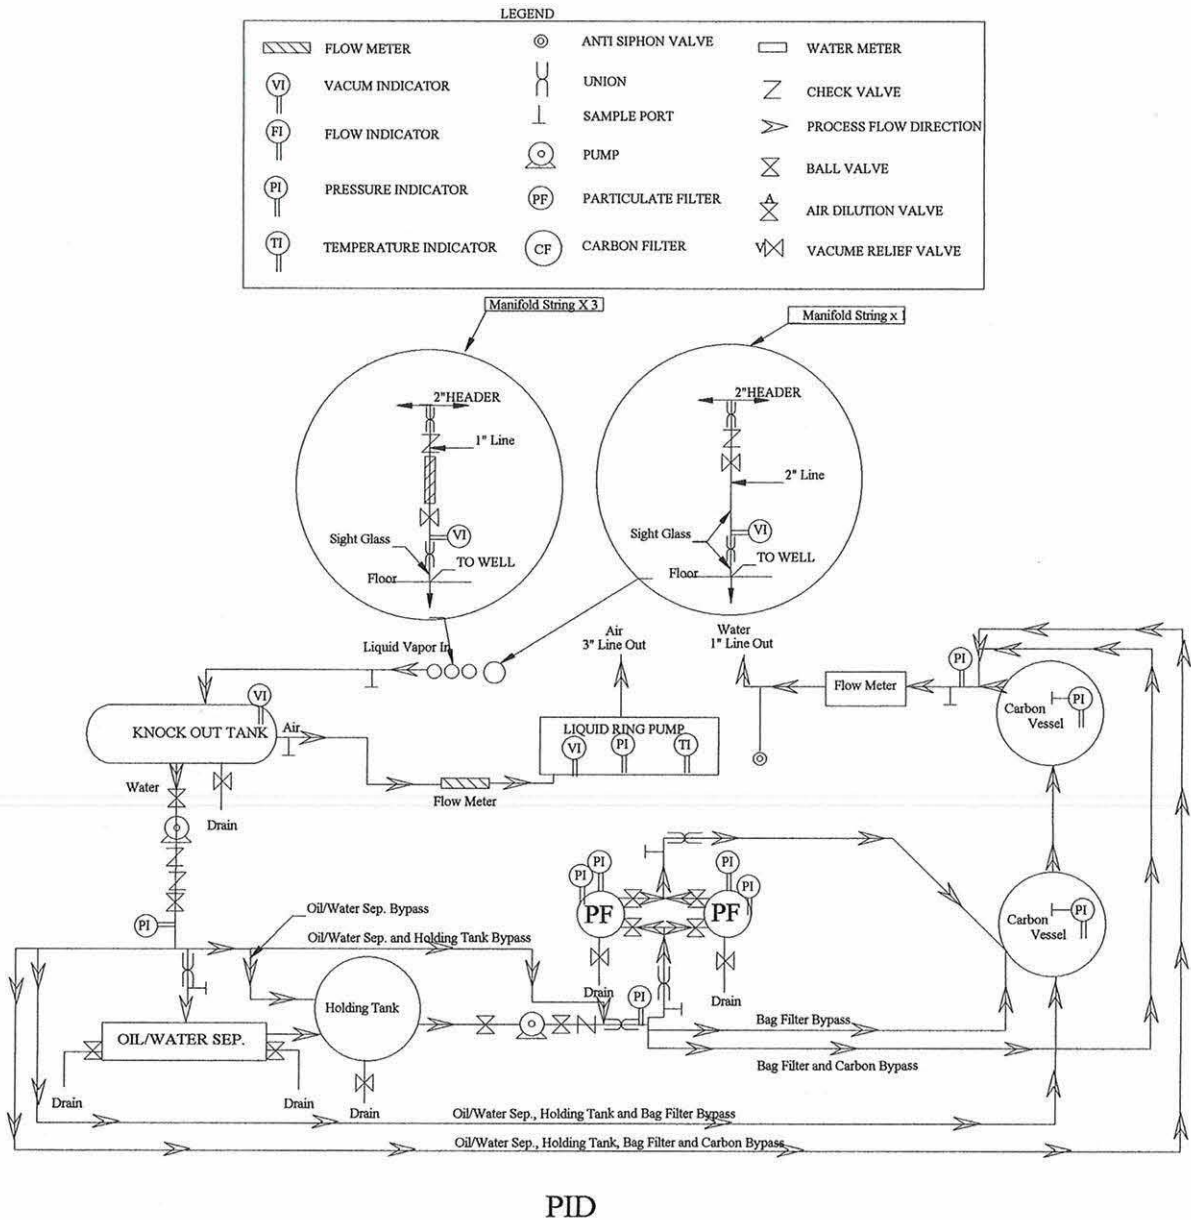 LEGEND
FLOW METER
VI
VACUM INDICATOR
FI
FLOW INDICATOR
PI
PRESSURE INDICATOR
TI
TEMPERATURE INDICATOR
ANTI SIPHON VALVE
UNION
SAMPLE PORT
PUMP
PF
PARTICULATE FILTER
CF
CARBON FILTER
WATER METER
CHECK VALVE
PROCESS FLOW DIRECTION
BALL VALVE
A
AIR DILUTION VALVE
V
VACUME RELIEF VALVE
Manifold String X 3
2"HEADER
1" Line
VI
Sight Glass
TO WELL
Floor
Manifold String x 1
2"HEADER
2" Line
VI
Sight Glass
TO WELL
Floor
Liquid Vapor In
Air
3" Line Out
Water
1" Line Out
VI
KNOCK OUT TANK
Air
Water
Drain
Flow Meter
LIQUID RING PUMP
VI
PI
TI
Flow Meter
PI
Carbon
Vessel
PI
PI
Oil/Water Sep. Bypass
Oil/Water Sep. and Holding Tank Bypass
PI
PI
PI
PI
PF
PF
Drain
Drain
Carbon
Vessel
PI
Holding Tank
OIL/WATER SEP.
Drain
Drain
Drain
PI
Bag Filter Bypass
Bag Filter and Carbon Bypass
Oil/Water Sep., Holding Tank and Bag Filter Bypass
Oil/Water Sep., Holding Tank, Bag Filter and Carbon Bypass
PID